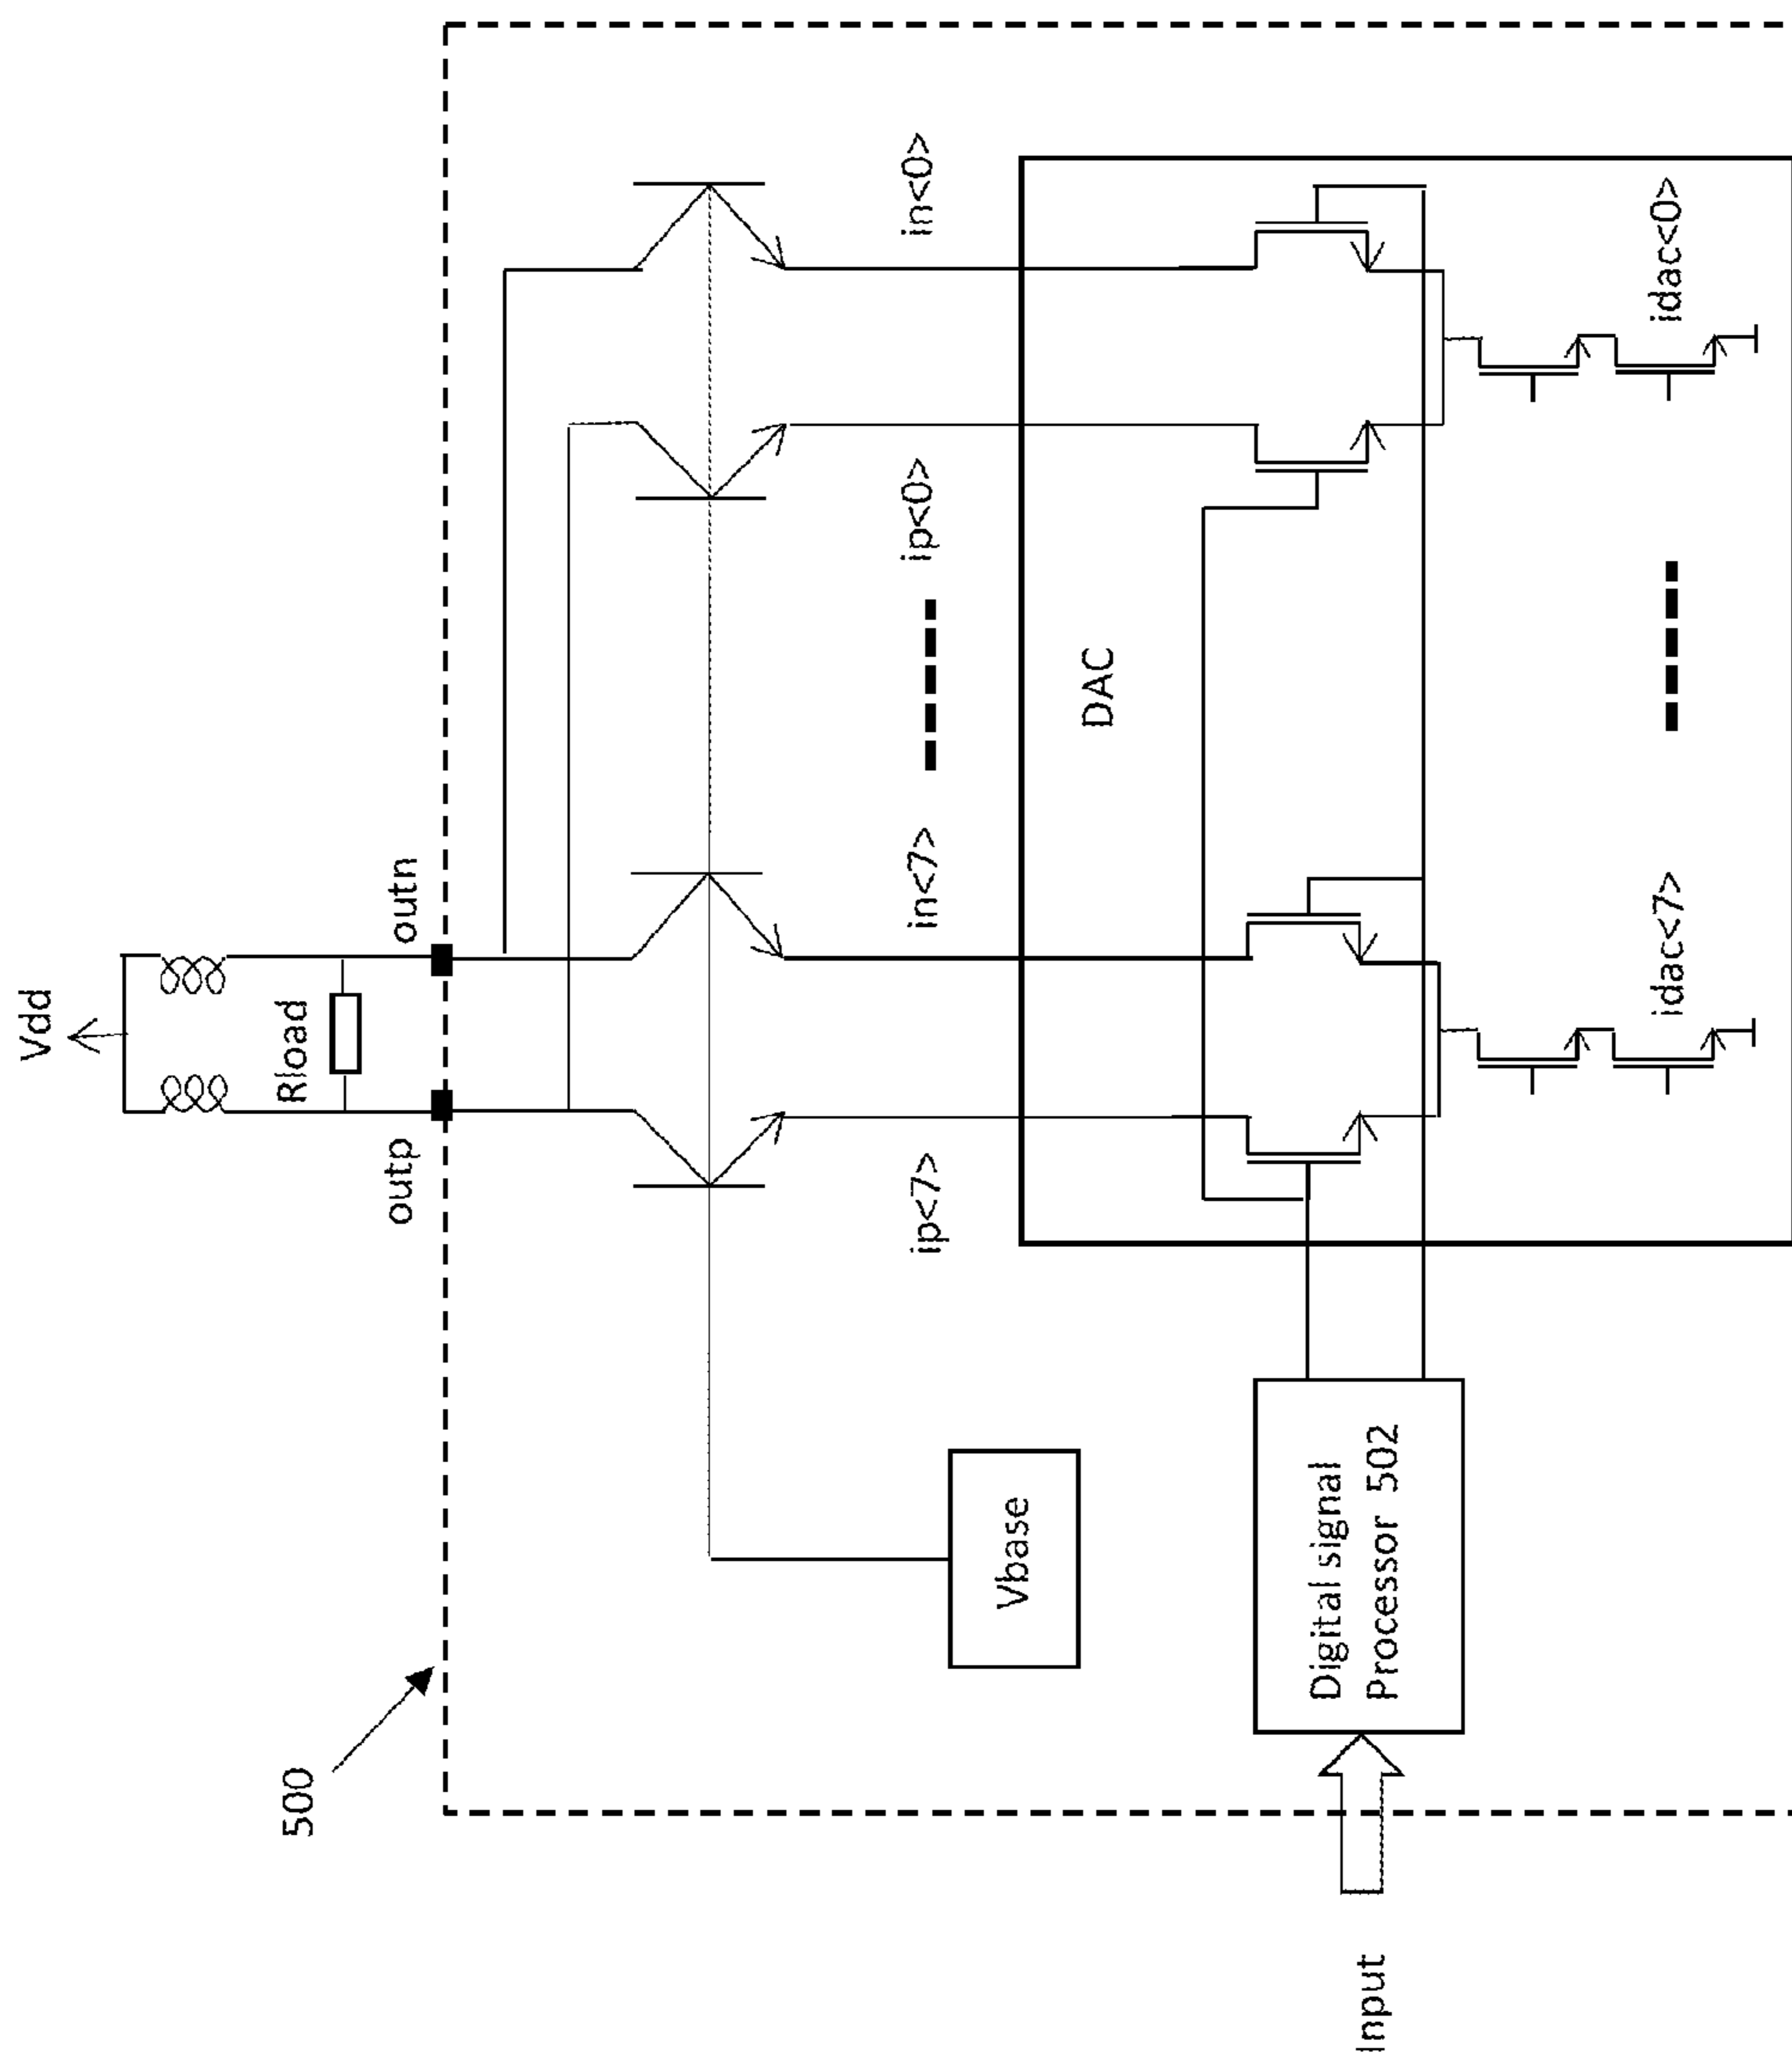 500
Vdd
Rload
outp
outn
ip<7>
in<7>
ip<0>
in<0>
Vbase
DAC
Input
Digital signal
Processor 502
idac<7>
idac<0>